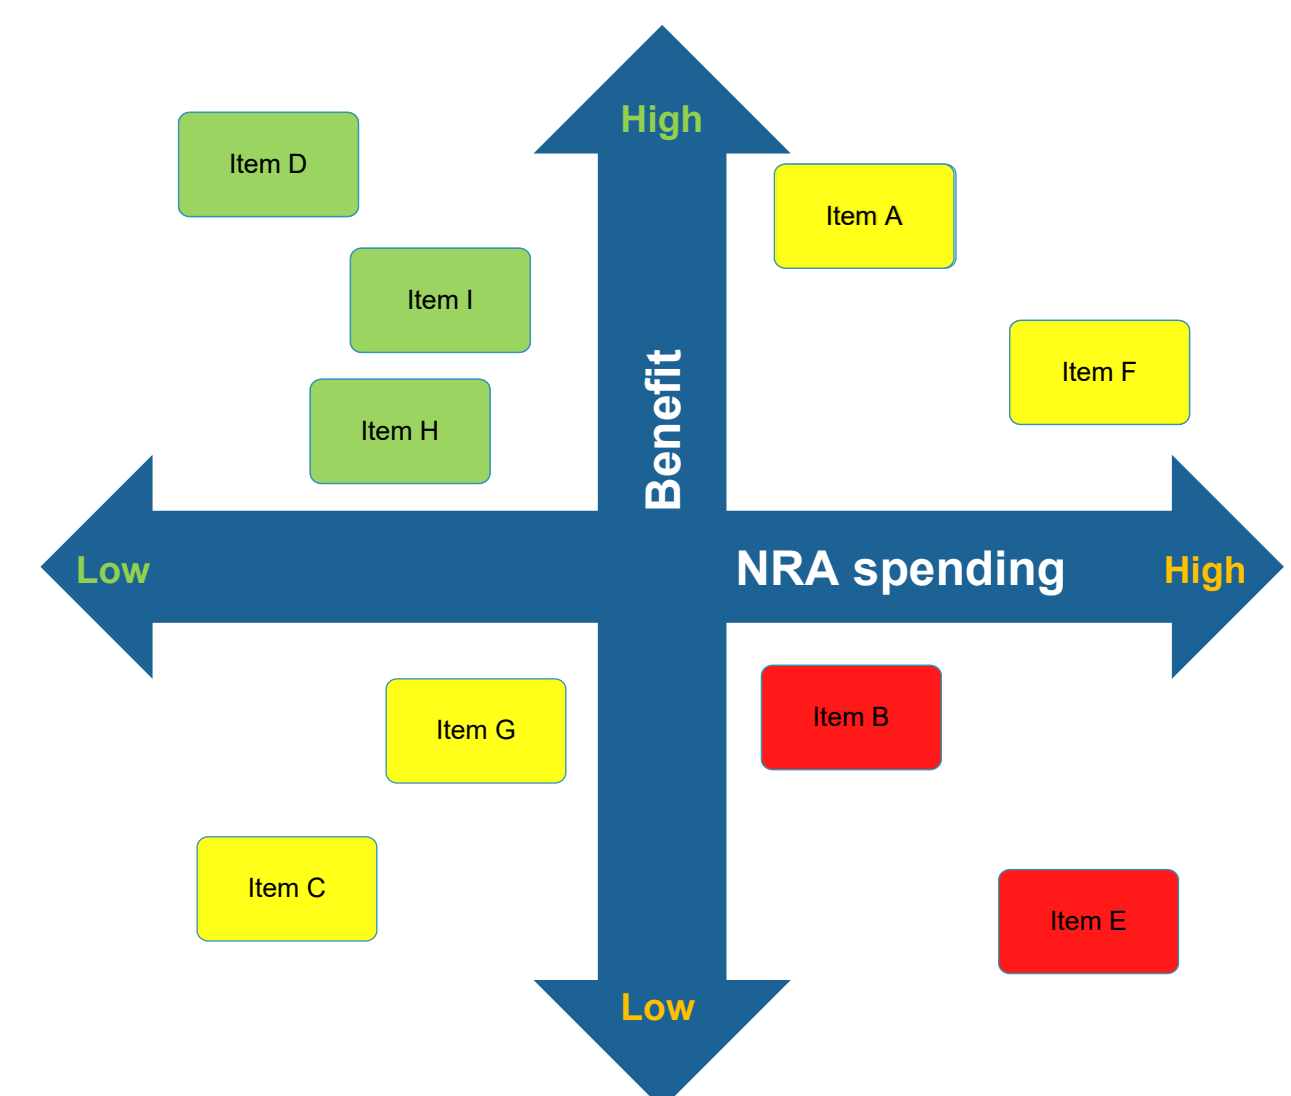 High
Item D
Item A
Item I
Item F
Item H
Benefit
Low
NRA spending
High
Item G
Item B
Item C
Item E
Low